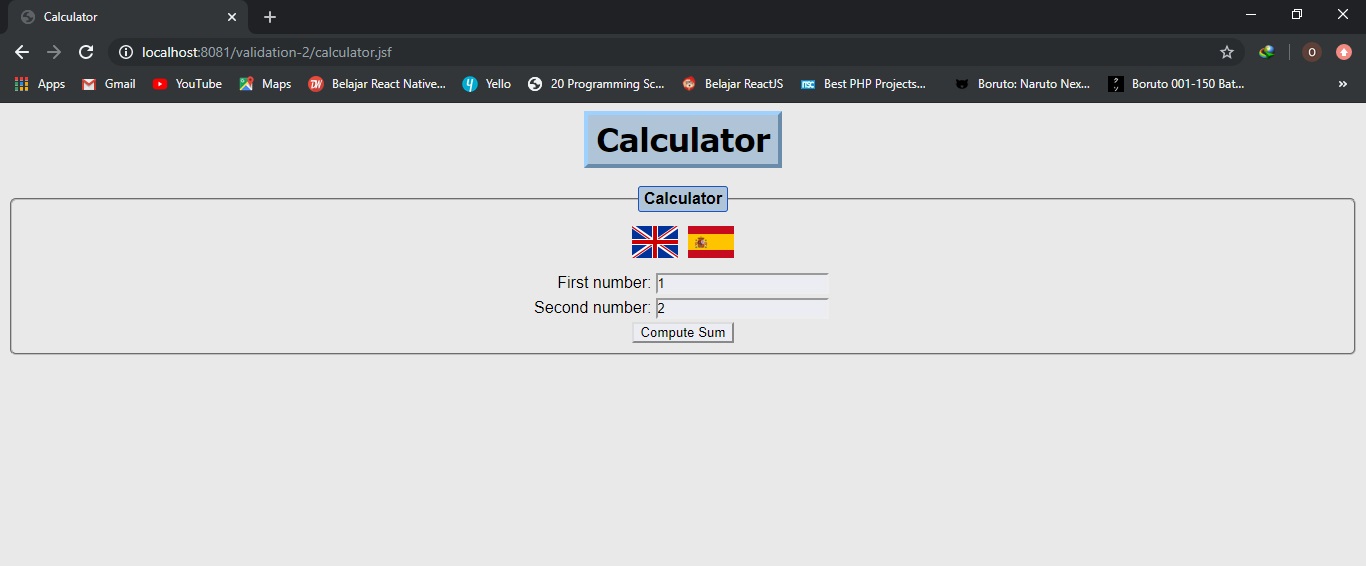 Calculator
localhost:8081/validation-2/calculator.jsf
O
Apps Gmail YouTube Maps Belajar React Native... Yello 20 Programming Sc... Belajar ReactJS Best PHP Projects... Boruto: Naruto Nex... Boruto 001-150 Bat... »
Calculator
Calculator
First number: 1
Second number: 2
Compute Sum